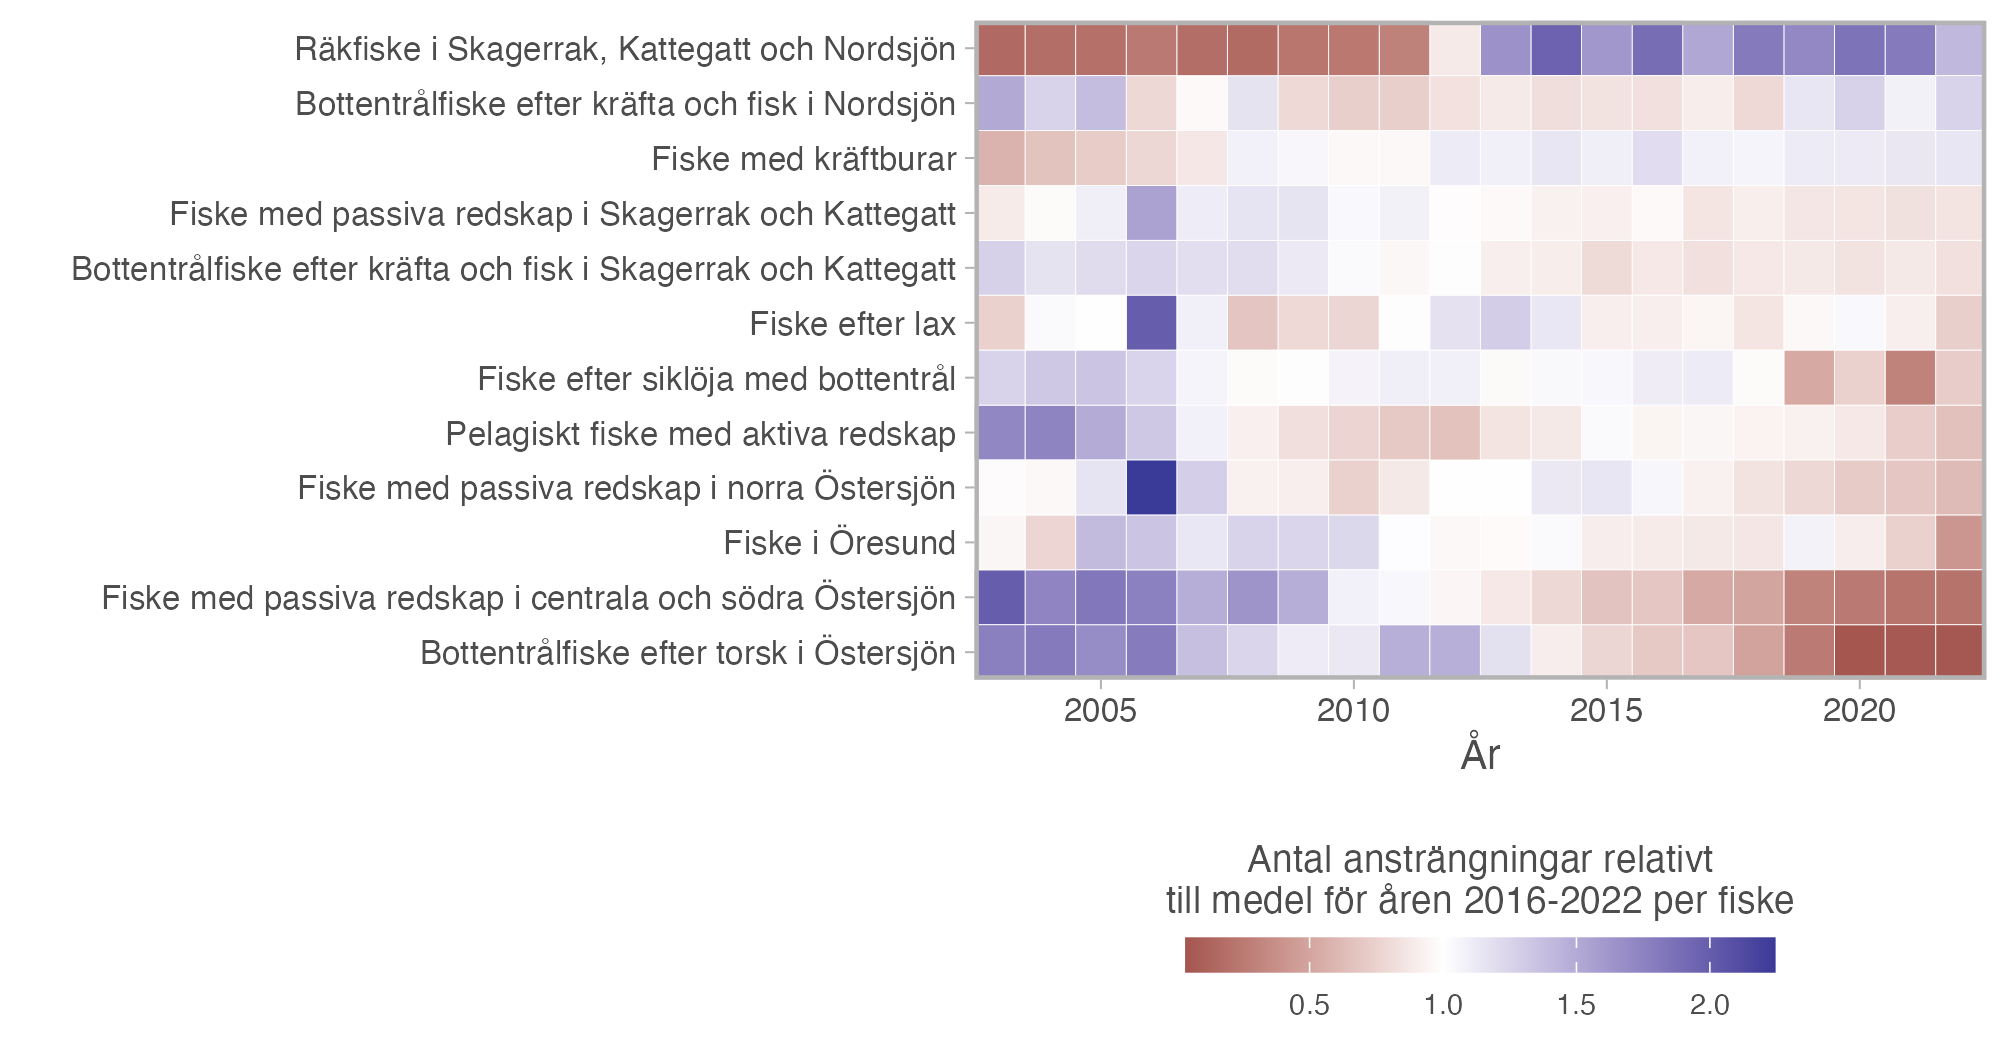 Räkfiske i Skagerrak, Kattegatt och Nordsjön
Bottentrålfiske efter kräfta och fisk i Nordsjön
Fiske med kräftburar
Fiske med passiva redskap i Skagerrak och Kattegatt
Bottentrålfiske efter kräfta och fisk i Skagerrak och Kattegatt
Fiske efter lax
Fiske efter siklöja med bottentrål
Pelagiskt fiske med aktiva redskap
Fiske med passiva redskap i norra Östersjön
Fiske i Öresund
Fiske med passiva redskap i centrala och södra Östersjön
Bottentrålfiske efter torsk i Östersjön
2005 2010 2015 2020
År
Antal ansträngningar relativt
till medel för åren 2016-2022 per fiske
0.5 1.0 1.5 2.0